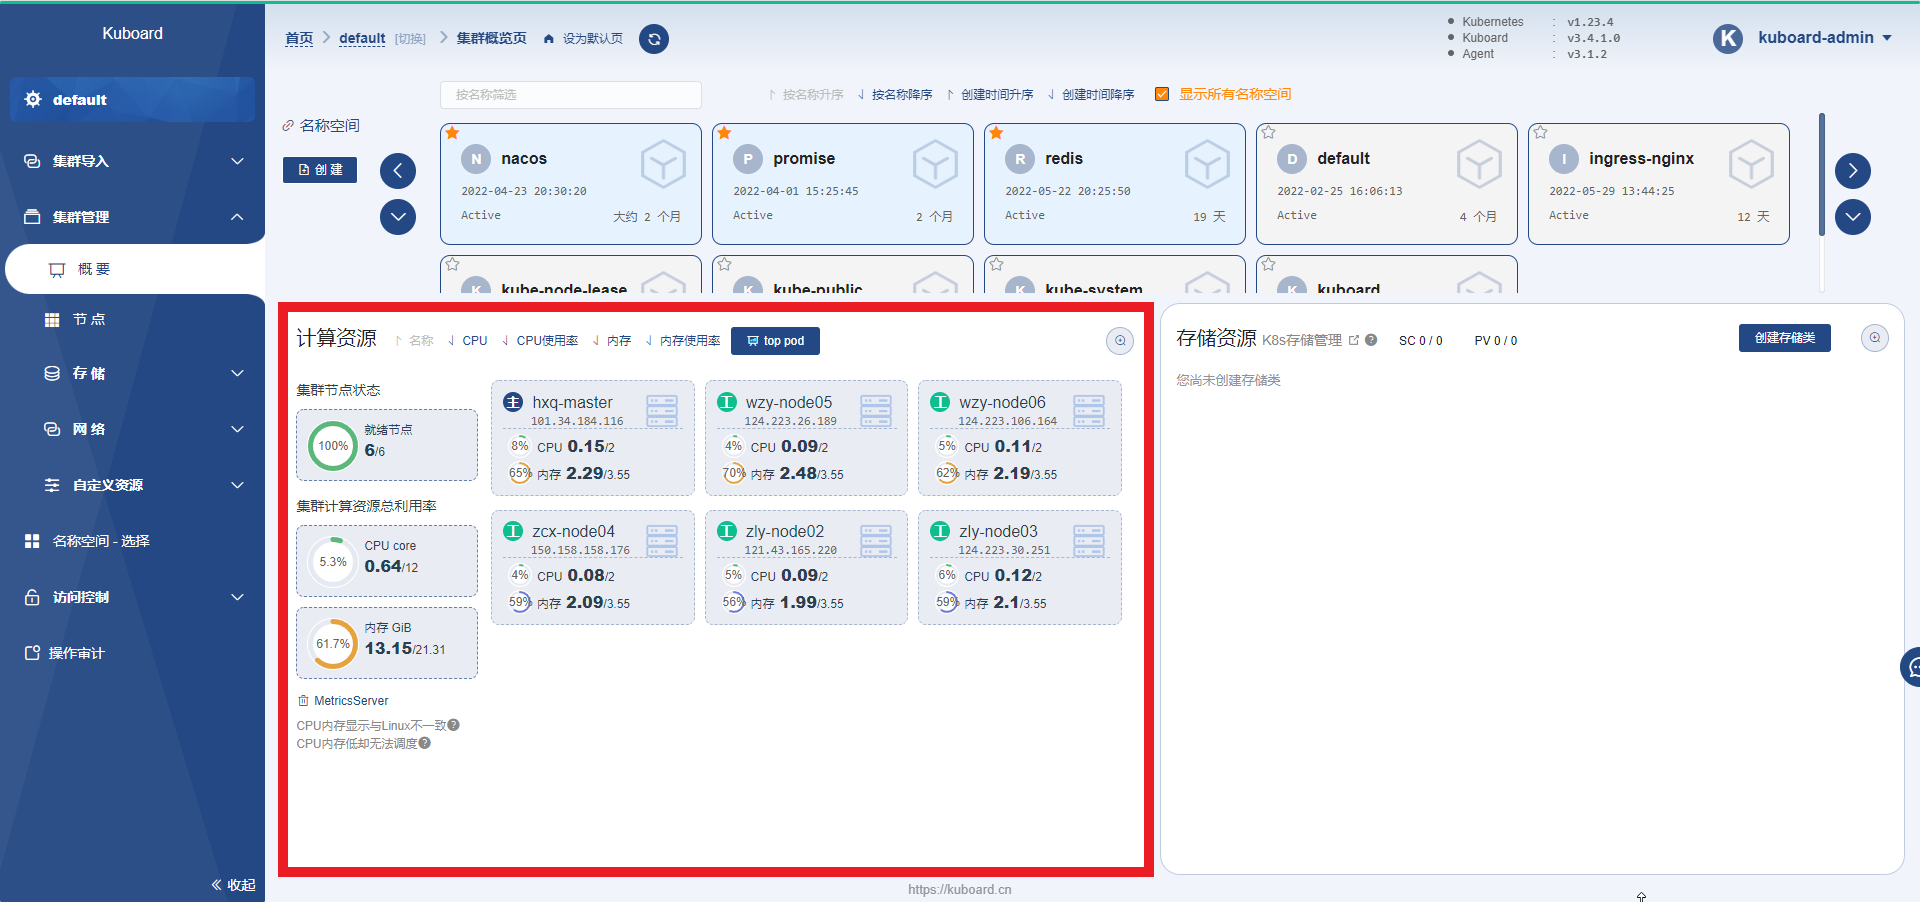 Kuboard
default
集群导入
集群管理
概 要
节 点
存 储
网 络
自定义资源
名称空间 - 选择
访问控制
操作审计
收起
首页 default [切换] 集群概览页 设为默认页
Kubernetes : v1.23.4
Kuboard : v3.4.1.0
Agent : v3.1.2
K kuboard-admin
按名称筛选
按名称升序 按名称降序 创建时间升序 创建时间降序 显示所有名称空间
名称空间
创 建
N nacos
2022-04-23 20:30:20
Active 大约 2 个月
P promise
2022-04-01 15:25:45
Active 2 个月
R redis
2022-05-22 20:25:50
Active 19 天
D default
2022-02-25 16:06:13
Active 4 个月
I ingress-nginx
2022-05-29 13:44:25
Active 12 天
K kube-node-lease
K kube-public
K kube-system
K kuboard
计算资源 名称 CPU CPU使用率 内存 内存使用率 top pod
集群节点状态
100% 就绪节点
6/6
集群计算资源总利用率
5.3% CPU core
0.64/12
61.7% 内存 GiB
13.15/21.31
MetricsServer
CPU内存显示与Linux不一致
CPU内存低却无法调度
主 hxq-master
101.34.184.116
8% CPU 0.15/2
65% 内存 2.29/3.55
工 wzy-node05
124.223.26.189
4% CPU 0.09/2
70% 内存 2.48/3.55
工 wzy-node06
124.223.106.164
5% CPU 0.11/2
62% 内存 2.19/3.55
工 zcx-node04
150.158.158.176
4% CPU 0.08/2
59% 内存 2.09/3.55
工 zly-node02
121.43.165.220
5% CPU 0.09/2
56% 内存 1.99/3.55
工 zly-node03
124.223.30.251
6% CPU 0.12/2
59% 内存 2.1/3.55
存储资源 K8s存储管理 SC 0 / 0 PV 0 / 0 创建存储类
您尚未创建存储类
https://kuboard.cn